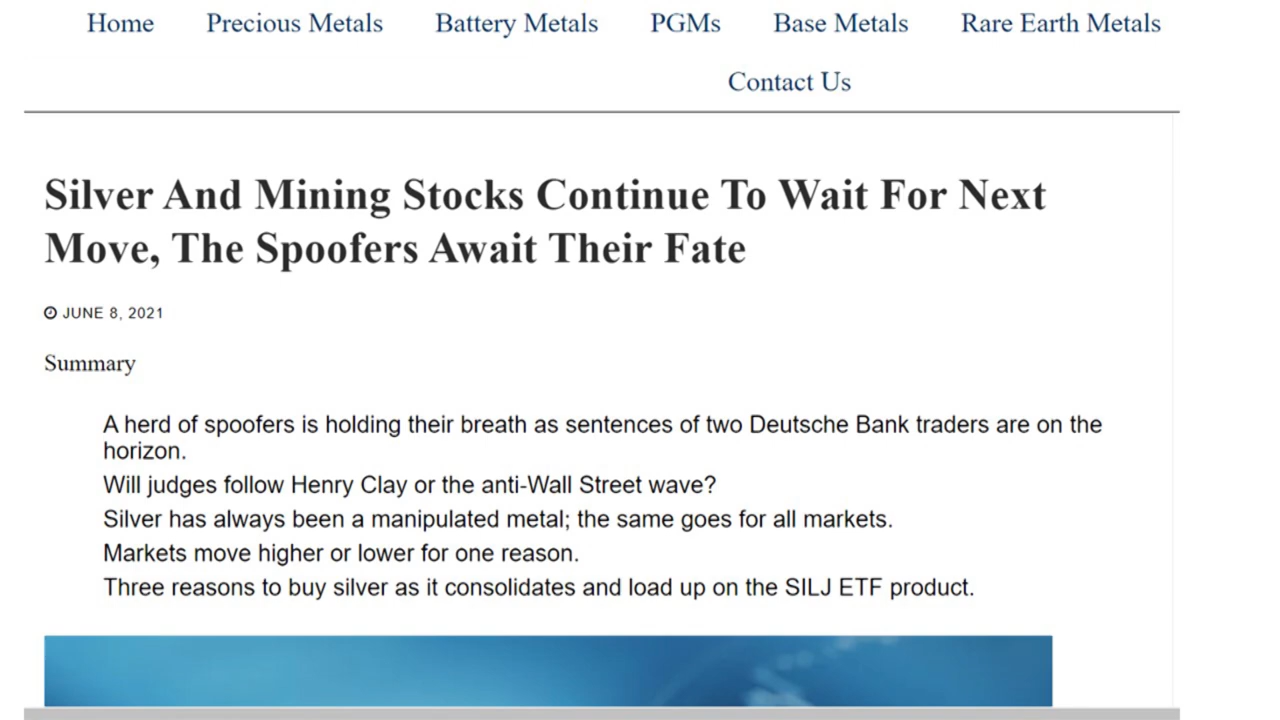 Home Precious Metals Battery Metals PGMs Base Metals Rare Earth Metals
Contact Us
Silver And Mining Stocks Continue To Wait For Next
Move, The Spoofers Await Their Fate
JUNE 8, 2021
Summary
A herd of spoofers is holding their breath as sentences of two Deutsche Bank traders are on the
horizon.
Will judges follow Henry Clay or the anti-Wall Street wave?
Silver has always been a manipulated metal; the same goes for all markets.
Markets move higher or lower for one reason.
Three reasons to buy silver as it consolidates and load up on the SILJ ETF product.